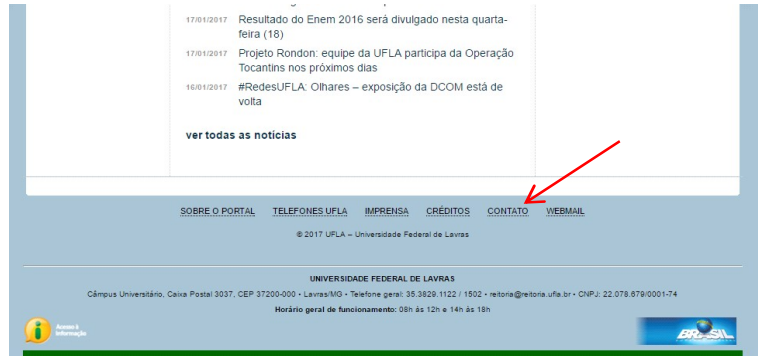 17/01/2017 Resultado do Enem 2016 será divulgado nesta quarta-
feira (18)
17/01/2017 Projeto Rondon: equipe da UFLA participa da Operação
Tocantins nos próximos dias
16/01/2017 #RedesUFLA: Olhares – exposição da DCOM está de
volta
ver todas as notícias
SOBRE O PORTAL TELEFONES UFLA IMPRENSA CRÉDITOS CONTATO WEBMAIL
© 2017 UFLA – Universidade Federal de Lavras
UNIVERSIDADE FEDERAL DE LAVRAS
Câmpus Universitário, Caixa Postal 3037, CEP 37200-000 • Lavras/MG • Telefone geral: 35.3829.1122 / 1502 • reitoria@reitoria.ufla.br • CNPJ: 22.078.679/0001-74
Horário geral de funcionamento: 08h às 12h e 14h às 18h
Acesso à
Informação
BRASIL